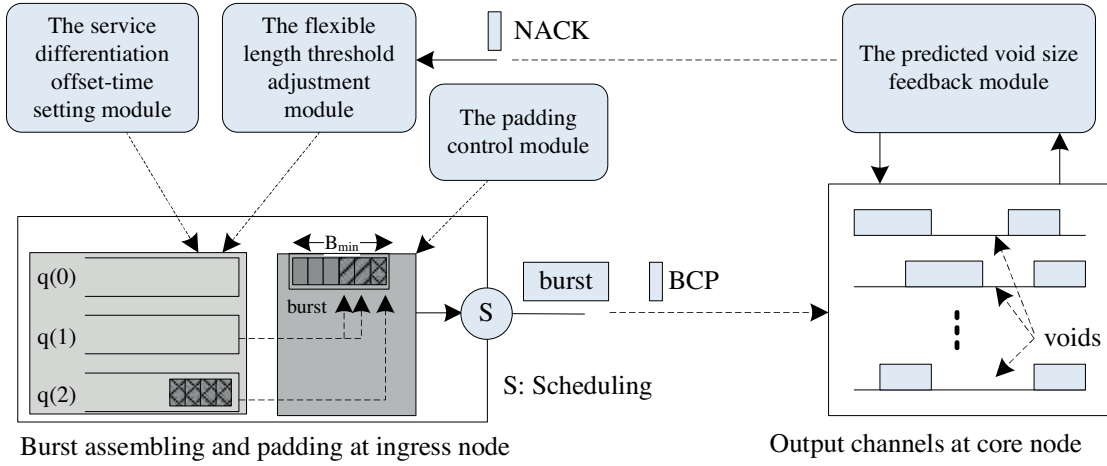 The service
differentiation
offset-time
setting module
The flexible
length threshold
adjustment
module
NACK
The padding
control module
The predicted void size
feedback module
B_min
q(0)
burst
q(1)
q(2)
S
burst
BCP
voids
S: Scheduling
Burst assembling and padding at ingress node
Output channels at core node